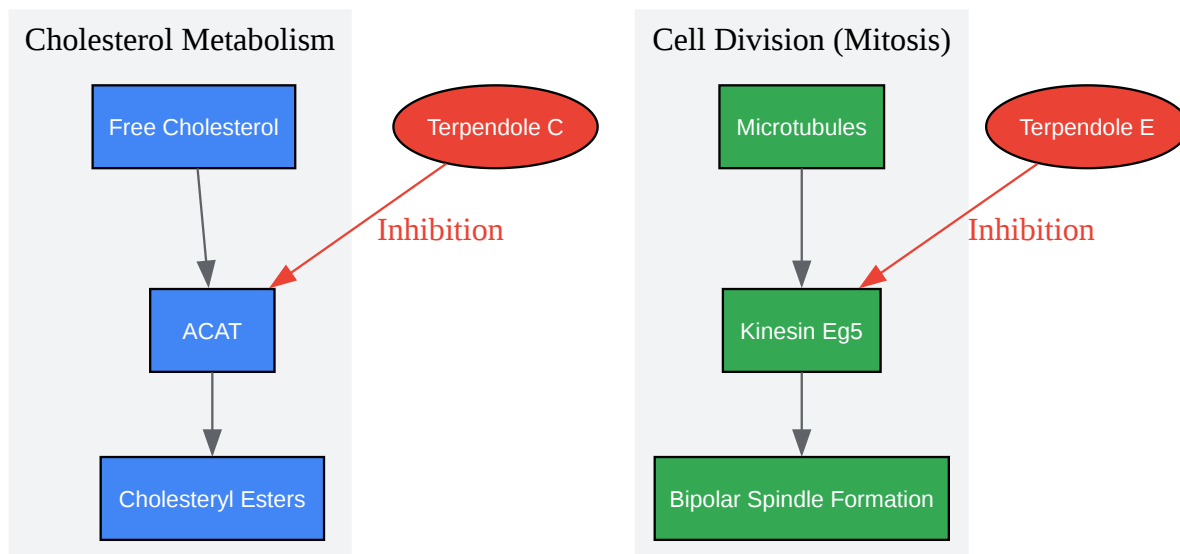 Cholesterol Metabolism
Free Cholesterol
Terpendole C
Inhibition
ACAT
Cholesteryl Esters
Cell Division (Mitosis)
Microtubules
Terpendole E
Inhibition
Kinesin Eg5
Bipolar Spindle Formation